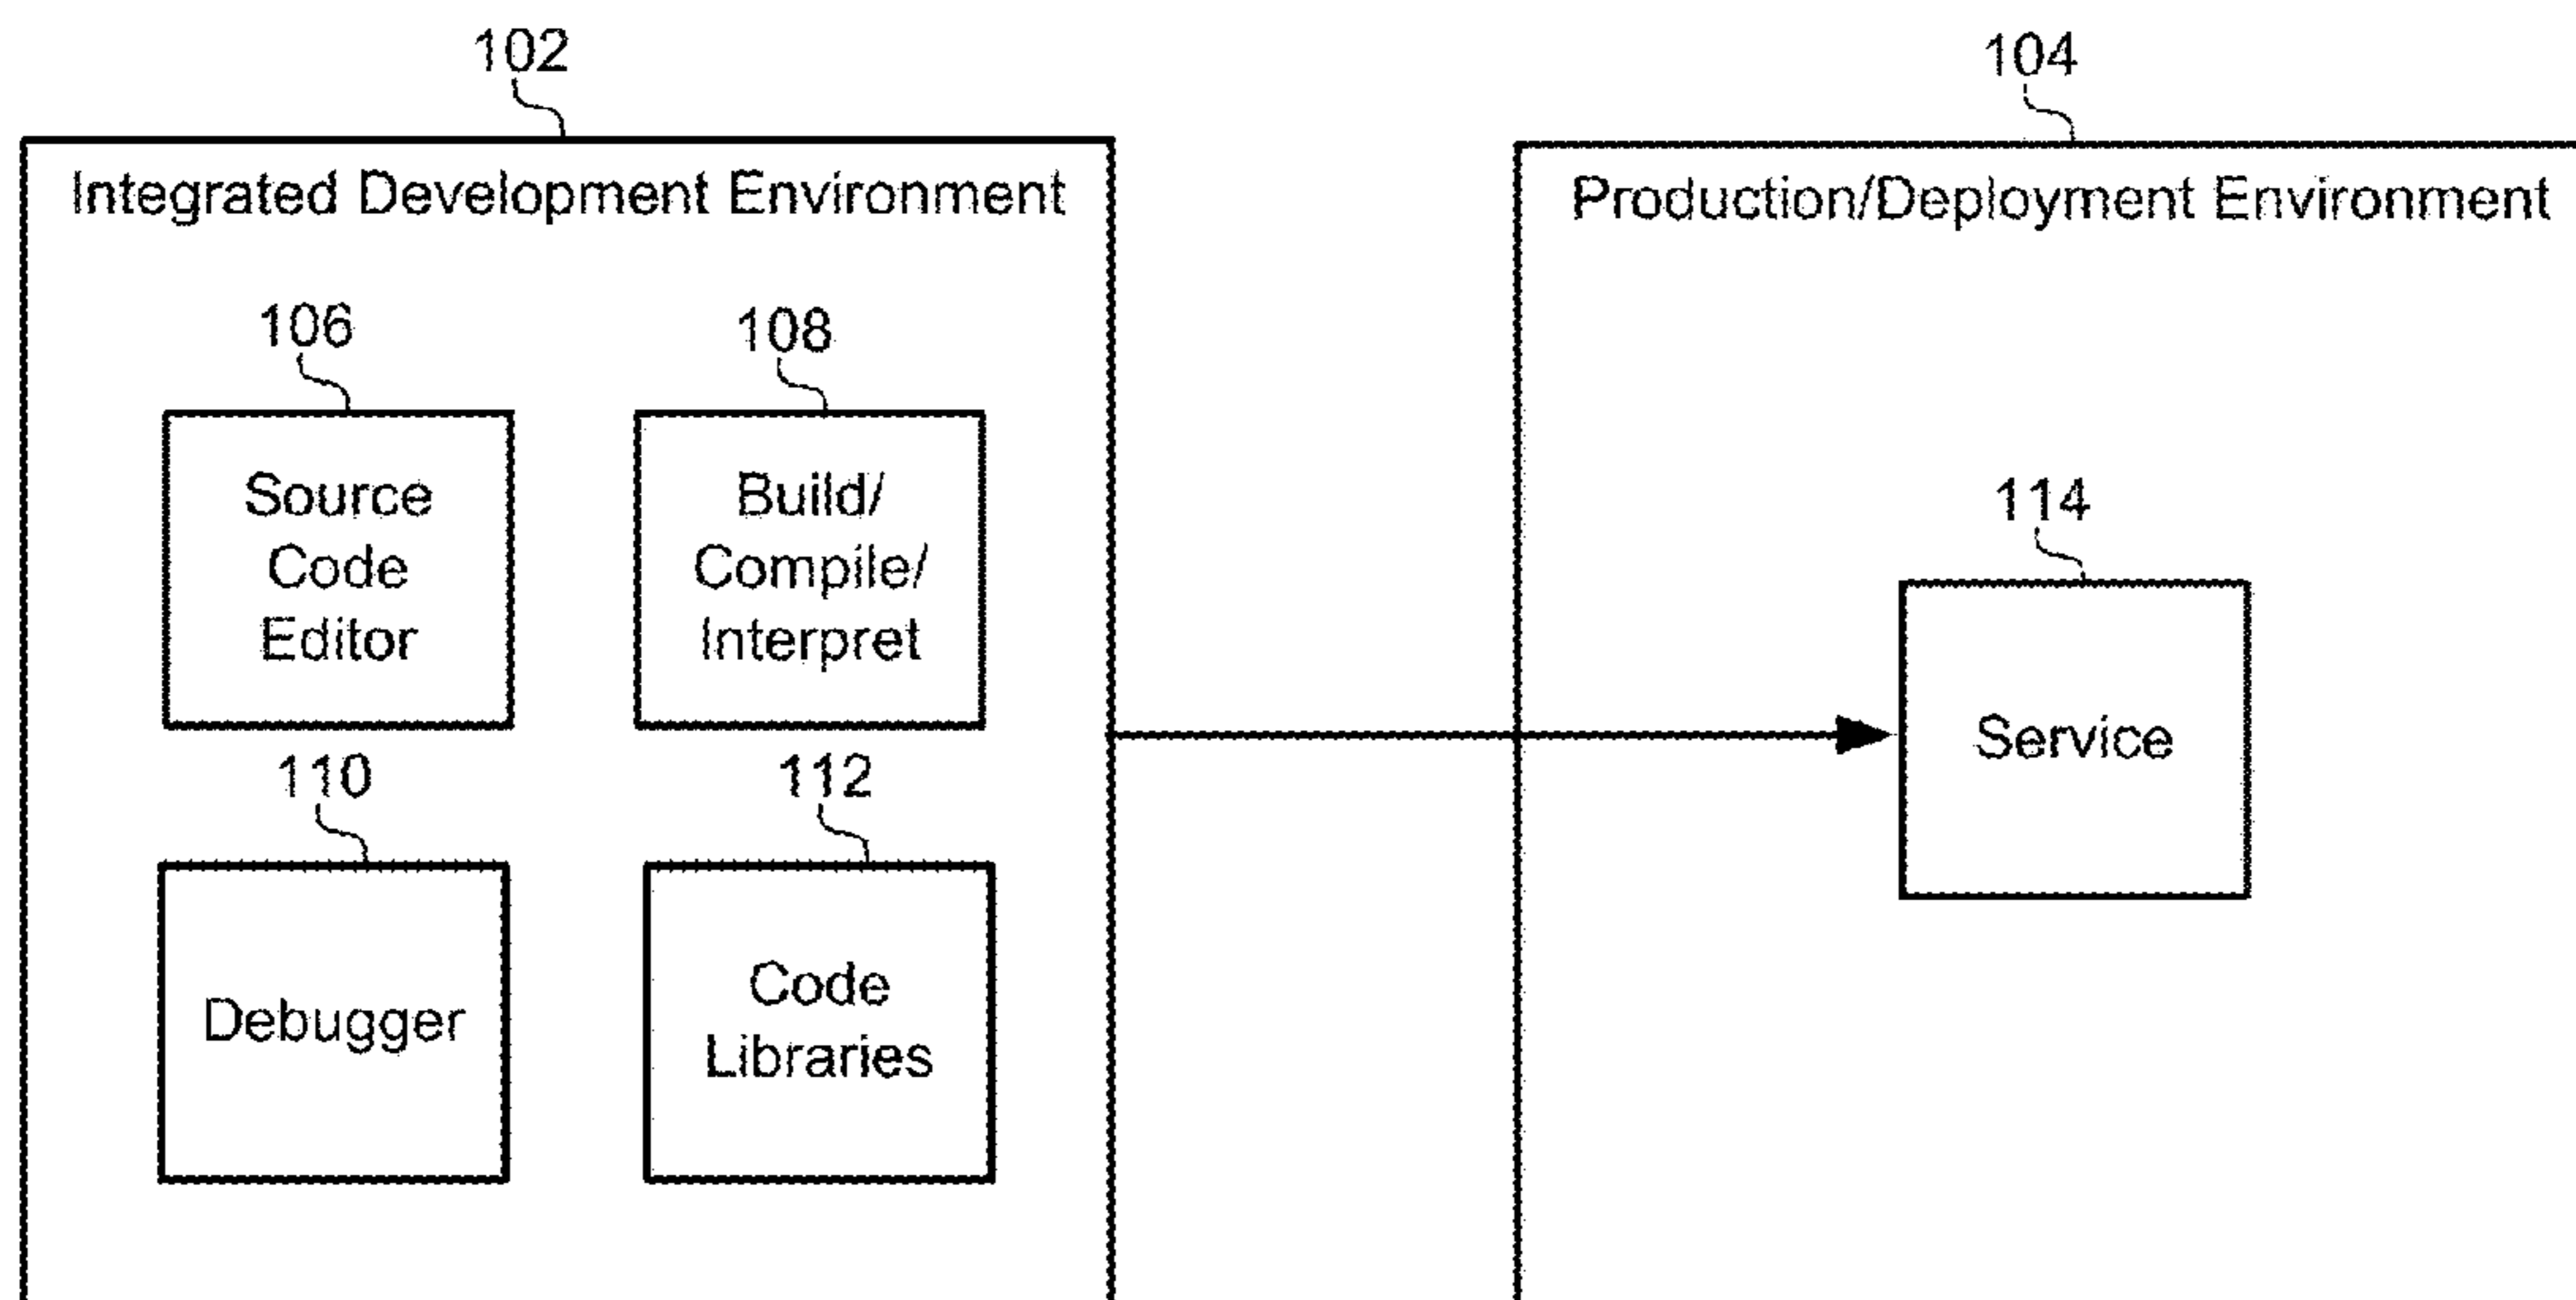 102
104
Integrated Development Environment
Production/Deployment Environment
106
108
Source
Code
Editor
Build/
Compile/
Interpret
114
Service
110
112
Debugger
Code
Libraries